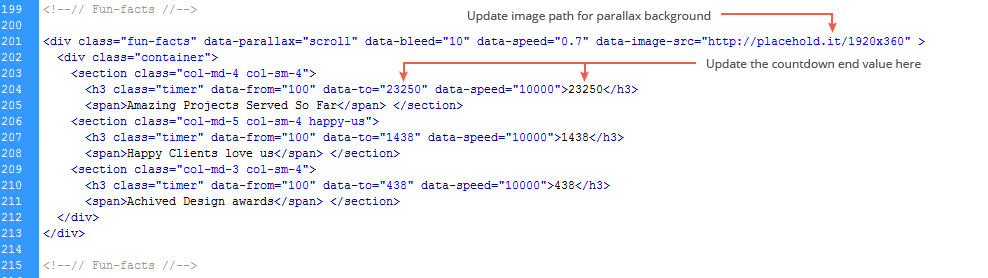 199 <!--// Fun-facts //-->
Update image path for parallax background
200
201 <div class="fun-facts" data-parallax="scroll" data-bleed="10" data-speed="0.7" data-image-src="http://placehold.it/1920x360" >
202 <div class="container">
Update the countdown end value here
203 <section class="col-md-4 col-sm-4">
204 <h3 class="timer" data-from="100" data-to="23250" data-speed="10000">23250</h3>
205 <span>Amazing Projects Served So Far</span> </section>
206 <section class="col-md-5 col-sm-4 happy-us">
207 <h3 class="timer" data-from="100" data-to="1438" data-speed="10000">1438</h3>
208 <span>Happy Clients love us</span> </section>
209 <section class="col-md-3 col-sm-4">
210 <h3 class="timer" data-from="100" data-to="438" data-speed="10000">438</h3>
211 <span>Achived Design awards</span> </section>
212 </div>
213 </div>
214
215 <!--// Fun-facts //-->